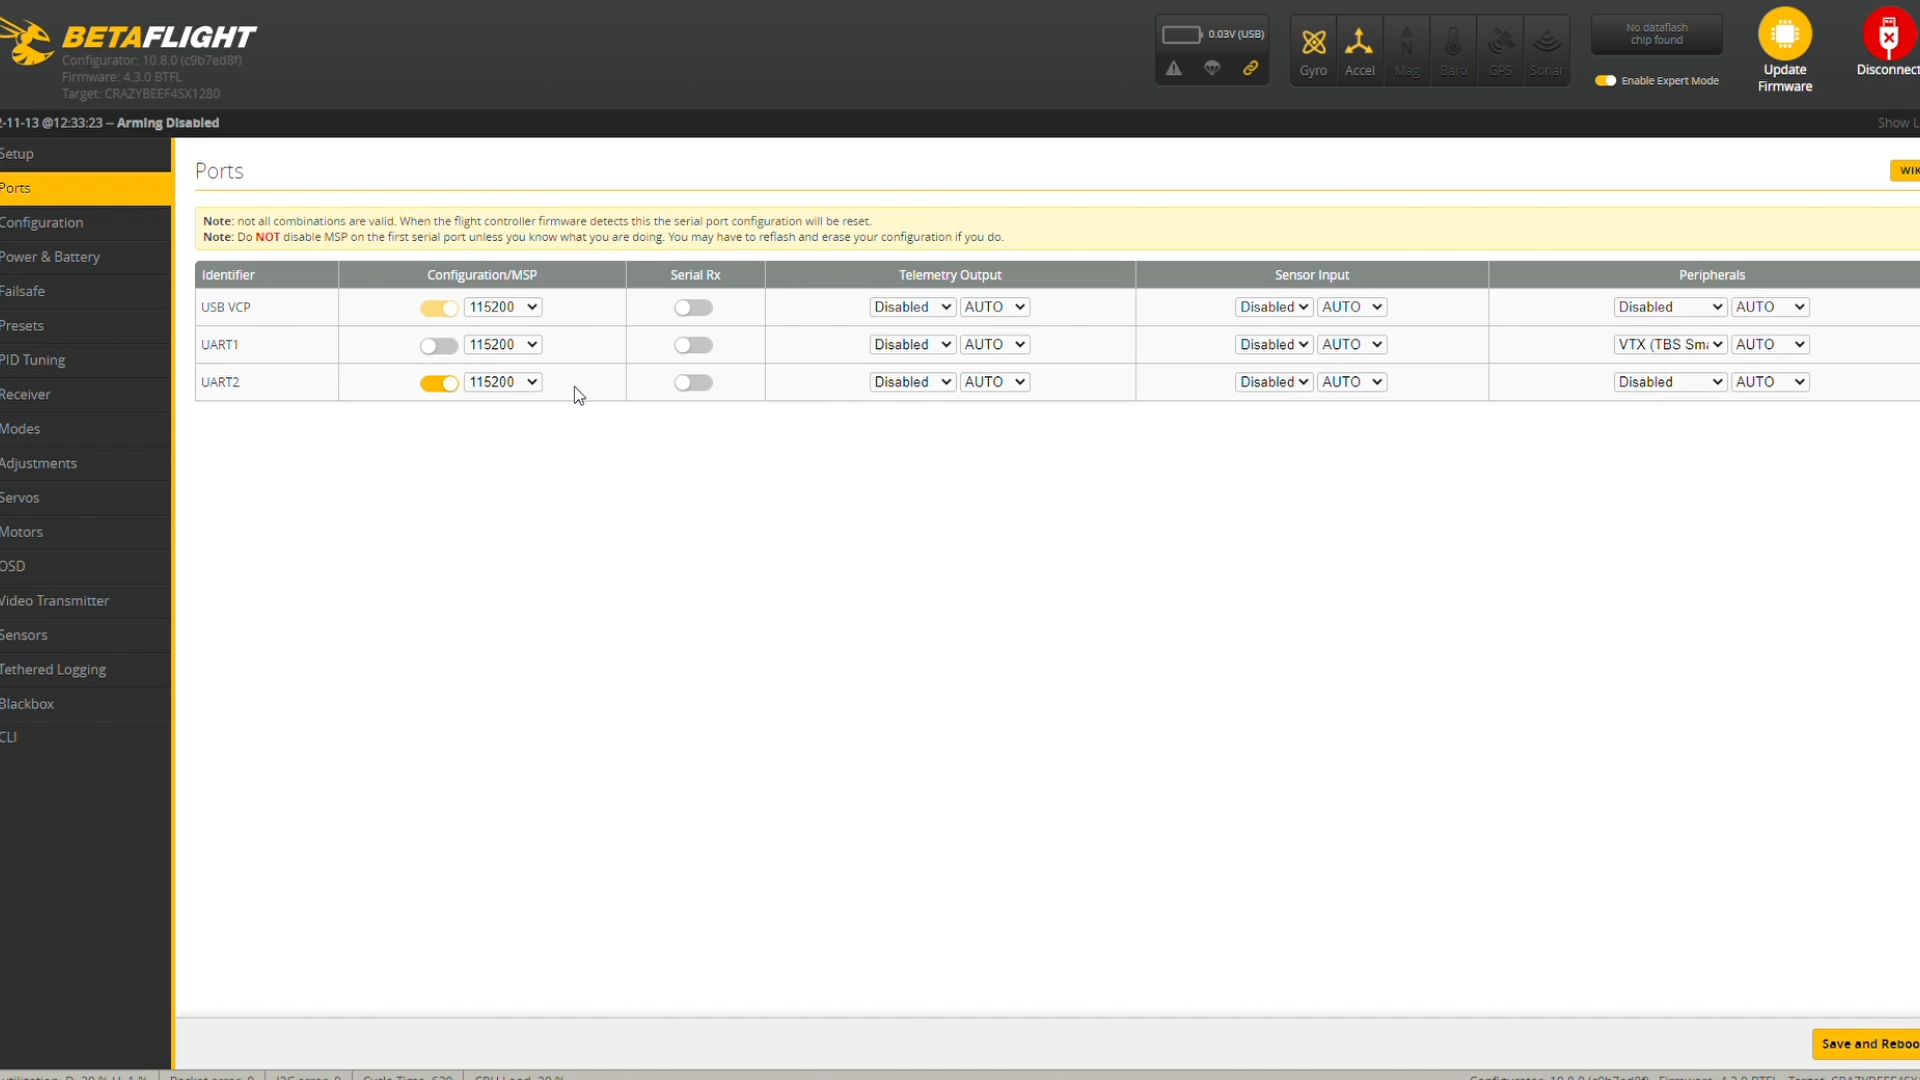 BETAFLIGHT
Configurator: 10.8.0 (c9b7ed8f)
Firmware: 4.3.0 BTFL
Target: CRAZYBEEF4SX1280
0.03V (USB)
Gyro Accel Mag Baro GPS Sonar
No dataflash
chip found
Enable Expert Mode
Update
Firmware
Disconnect
2-11-13 @12:33:23 -- Arming Disabled
Show L
Setup
Ports
Configuration
Power & Battery
Failsafe
Presets
PID Tuning
Receiver
Modes
Adjustments
Servos
Motors
OSD
Video Transmitter
Sensors
Tethered Logging
Blackbox
CLI
Ports
WIK
Note: not all combinations are valid. When the flight controller firmware detects this the serial port configuration will be reset.
Note: Do NOT disable MSP on the first serial port unless you know what you are doing. You may have to reflash and erase your configuration if you do.
Identifier Configuration/MSP Serial Rx Telemetry Output Sensor Input Peripherals
USB VCP 115200 Disabled AUTO Disabled AUTO Disabled AUTO
UART1 115200 Disabled AUTO Disabled AUTO VTX (TBS Sma AUTO
UART2 115200 Disabled AUTO Disabled AUTO Disabled AUTO
Save and Reboo